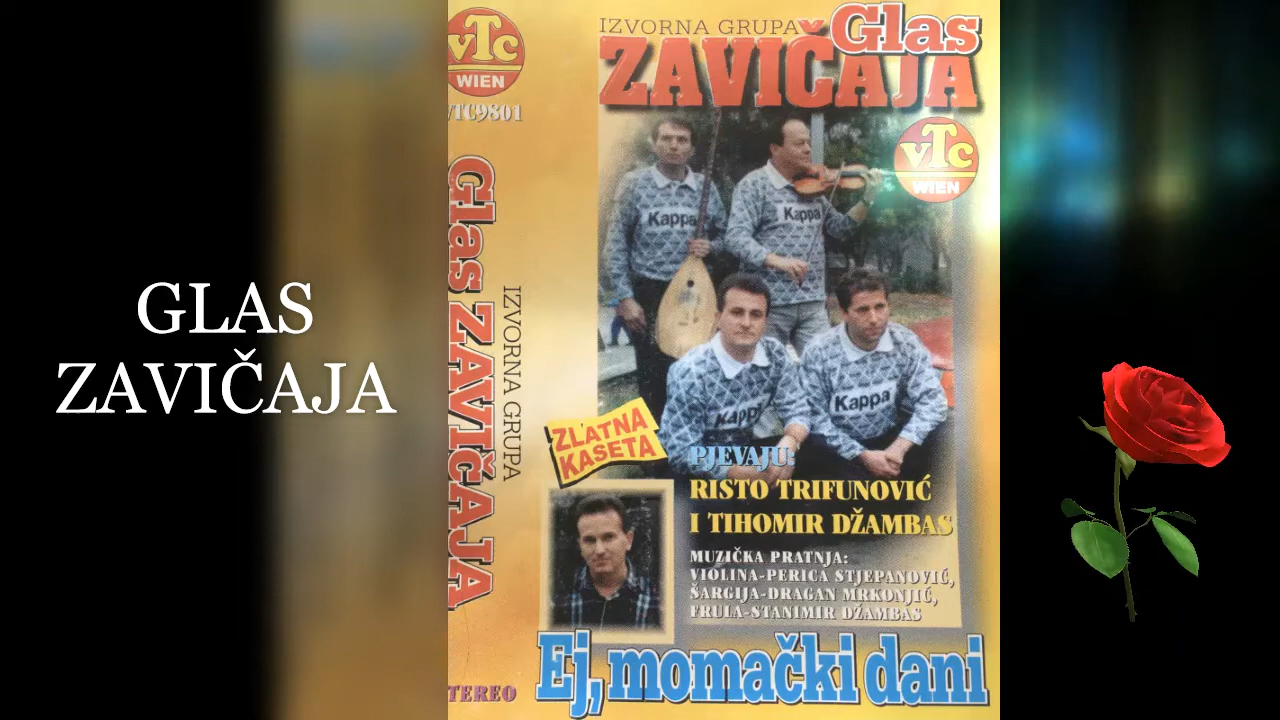 GLAS
ZAVIČAJA
vTc
WIEN
VTC9801
Glas ZAVIČAJA
IZVORNA GRUPA
STEREO
IZVORNA GRUPA
Glas
ZAVIČAJA
vTc
WIEN
Kappa
Kappa
Kappa
Kappa
ZLATNA
KASETA
PJEVAJU:
RISTO TRIFUNOVIĆ
I TIHOMIR DŽAMBAS
MUZIČKA PRATNJA:
VIOLINA-PERICA STJEPANOVIĆ,
ŠARGIJA-DRAGAN MRKONJIĆ,
FRULA-STANIMIR DŽAMBAS
Ej, momački dani